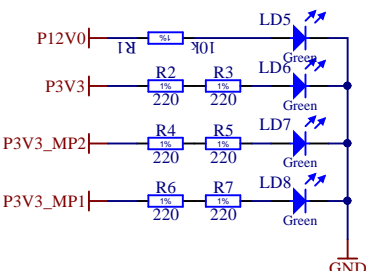 LD5
P12V0 R1 1% 10k Green
R2 R3 LD6
P3V3 1% 1%
220 220 Green
R4 R5 LD7
P3V3_MP2 1% 1%
220 220 Green
R6 R7 LD8
P3V3_MP1 1% 1%
220 220 Green
GND